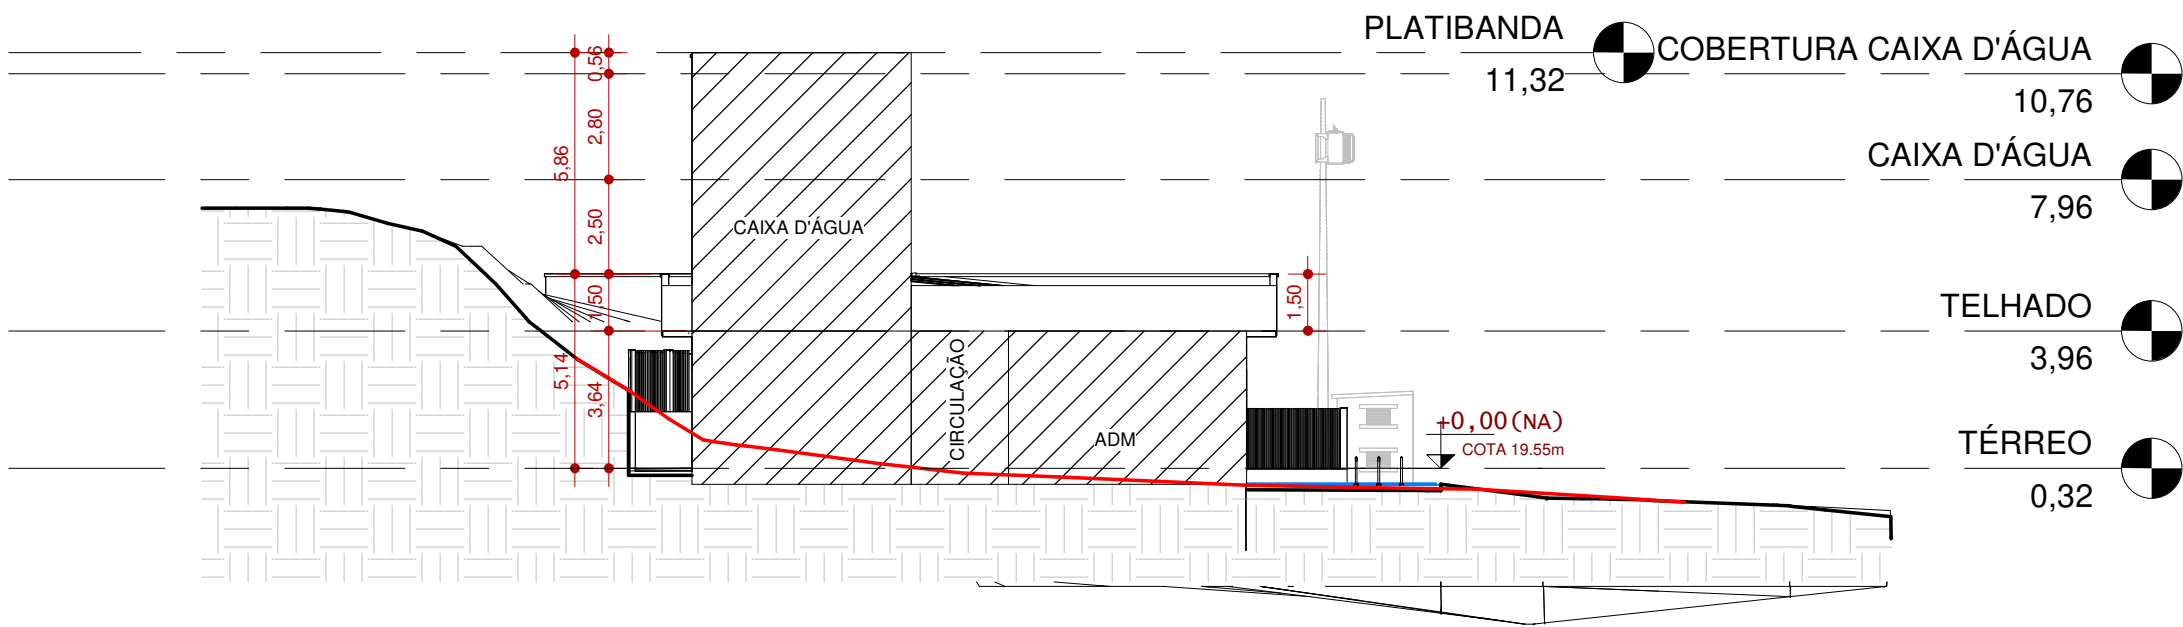 PLATIBANDA
11,32
COBERTURA CAIXA D'ÁGUA
10,76
CAIXA D'ÁGUA
7,96
TELHADO
3,96
TÉRREO
0,32
0,56
2,80
5,86
2,50
1,50
5,14
3,64
CAIXA D'ÁGUA
1,50
CIRCULAÇÃO
ADM
+0,00(NA)
COTA 19.55m